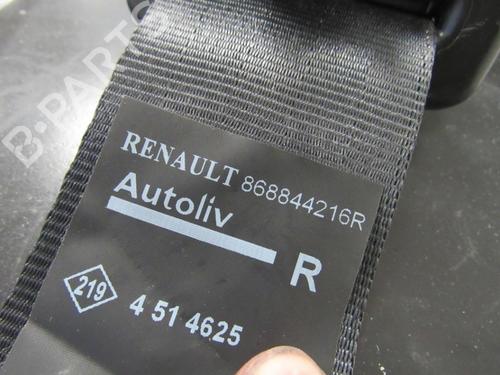 B-PARTS
RENAULT 868844216R
Autoliv
R
219
4 51 4625